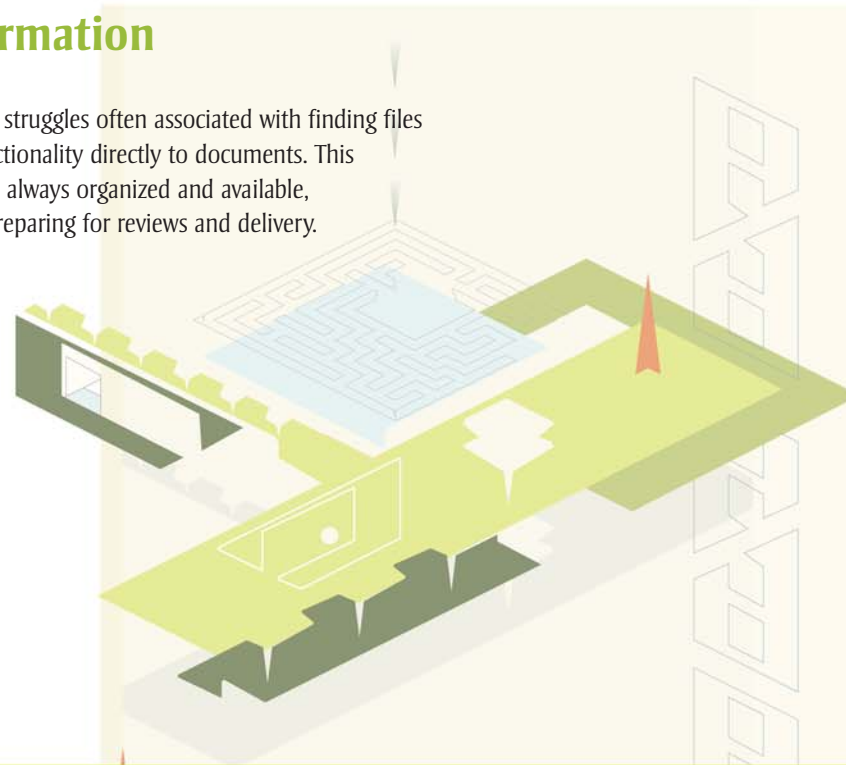 rmation
struggles often associated with finding files
ctionality directly to documents. This
always organized and available,
reparing for reviews and delivery.